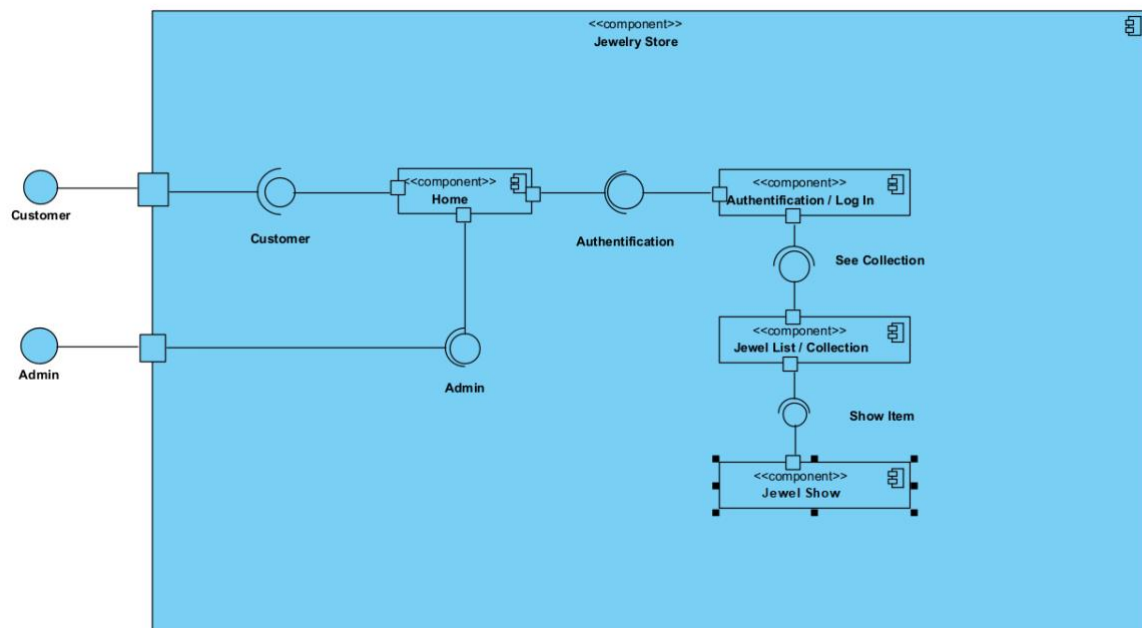 <<component>>
Jewelry Store
Customer
Customer
<<component>>
Home
Authentification
<<component>>
Authentification / Log In
See Collection
Admin
Admin
<<component>>
Jewel List / Collection
Show Item
<<component>>
Jewel Show